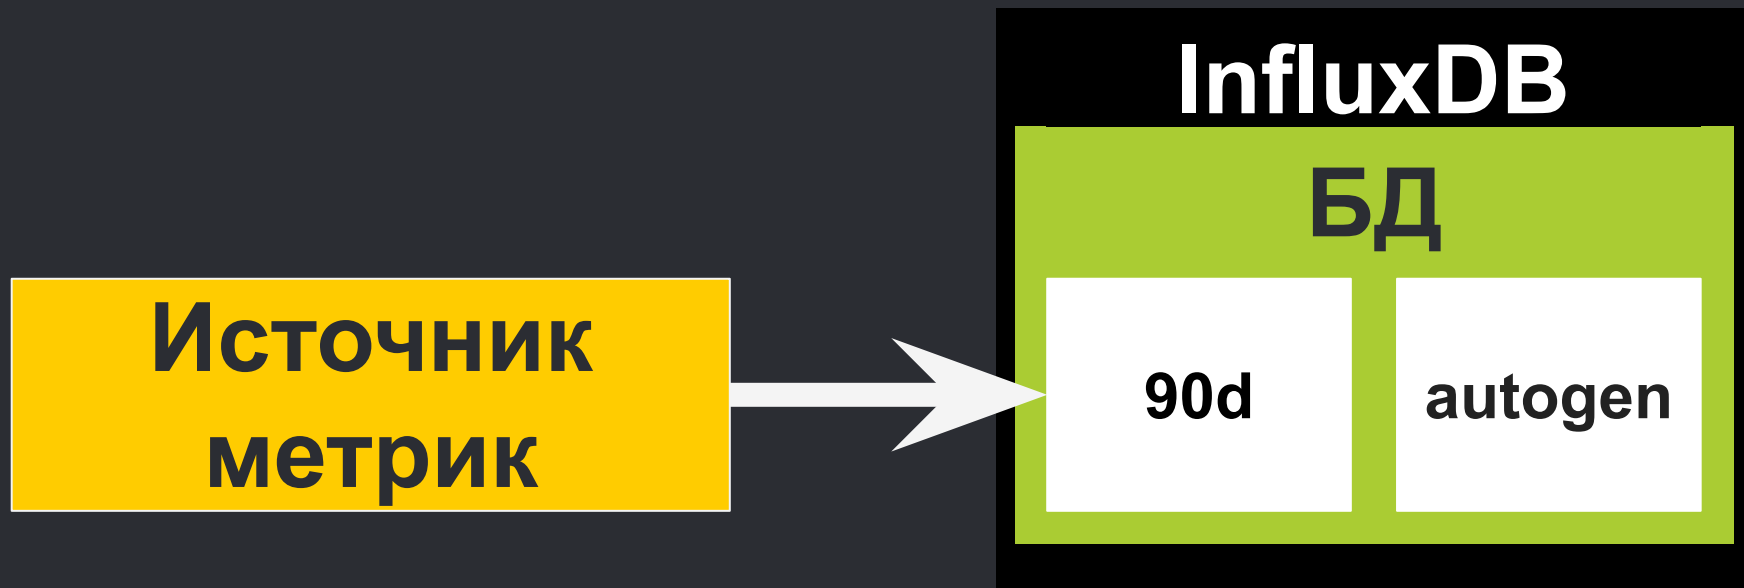 InfluxDB
БД
Источник
метрик
90d
autogen